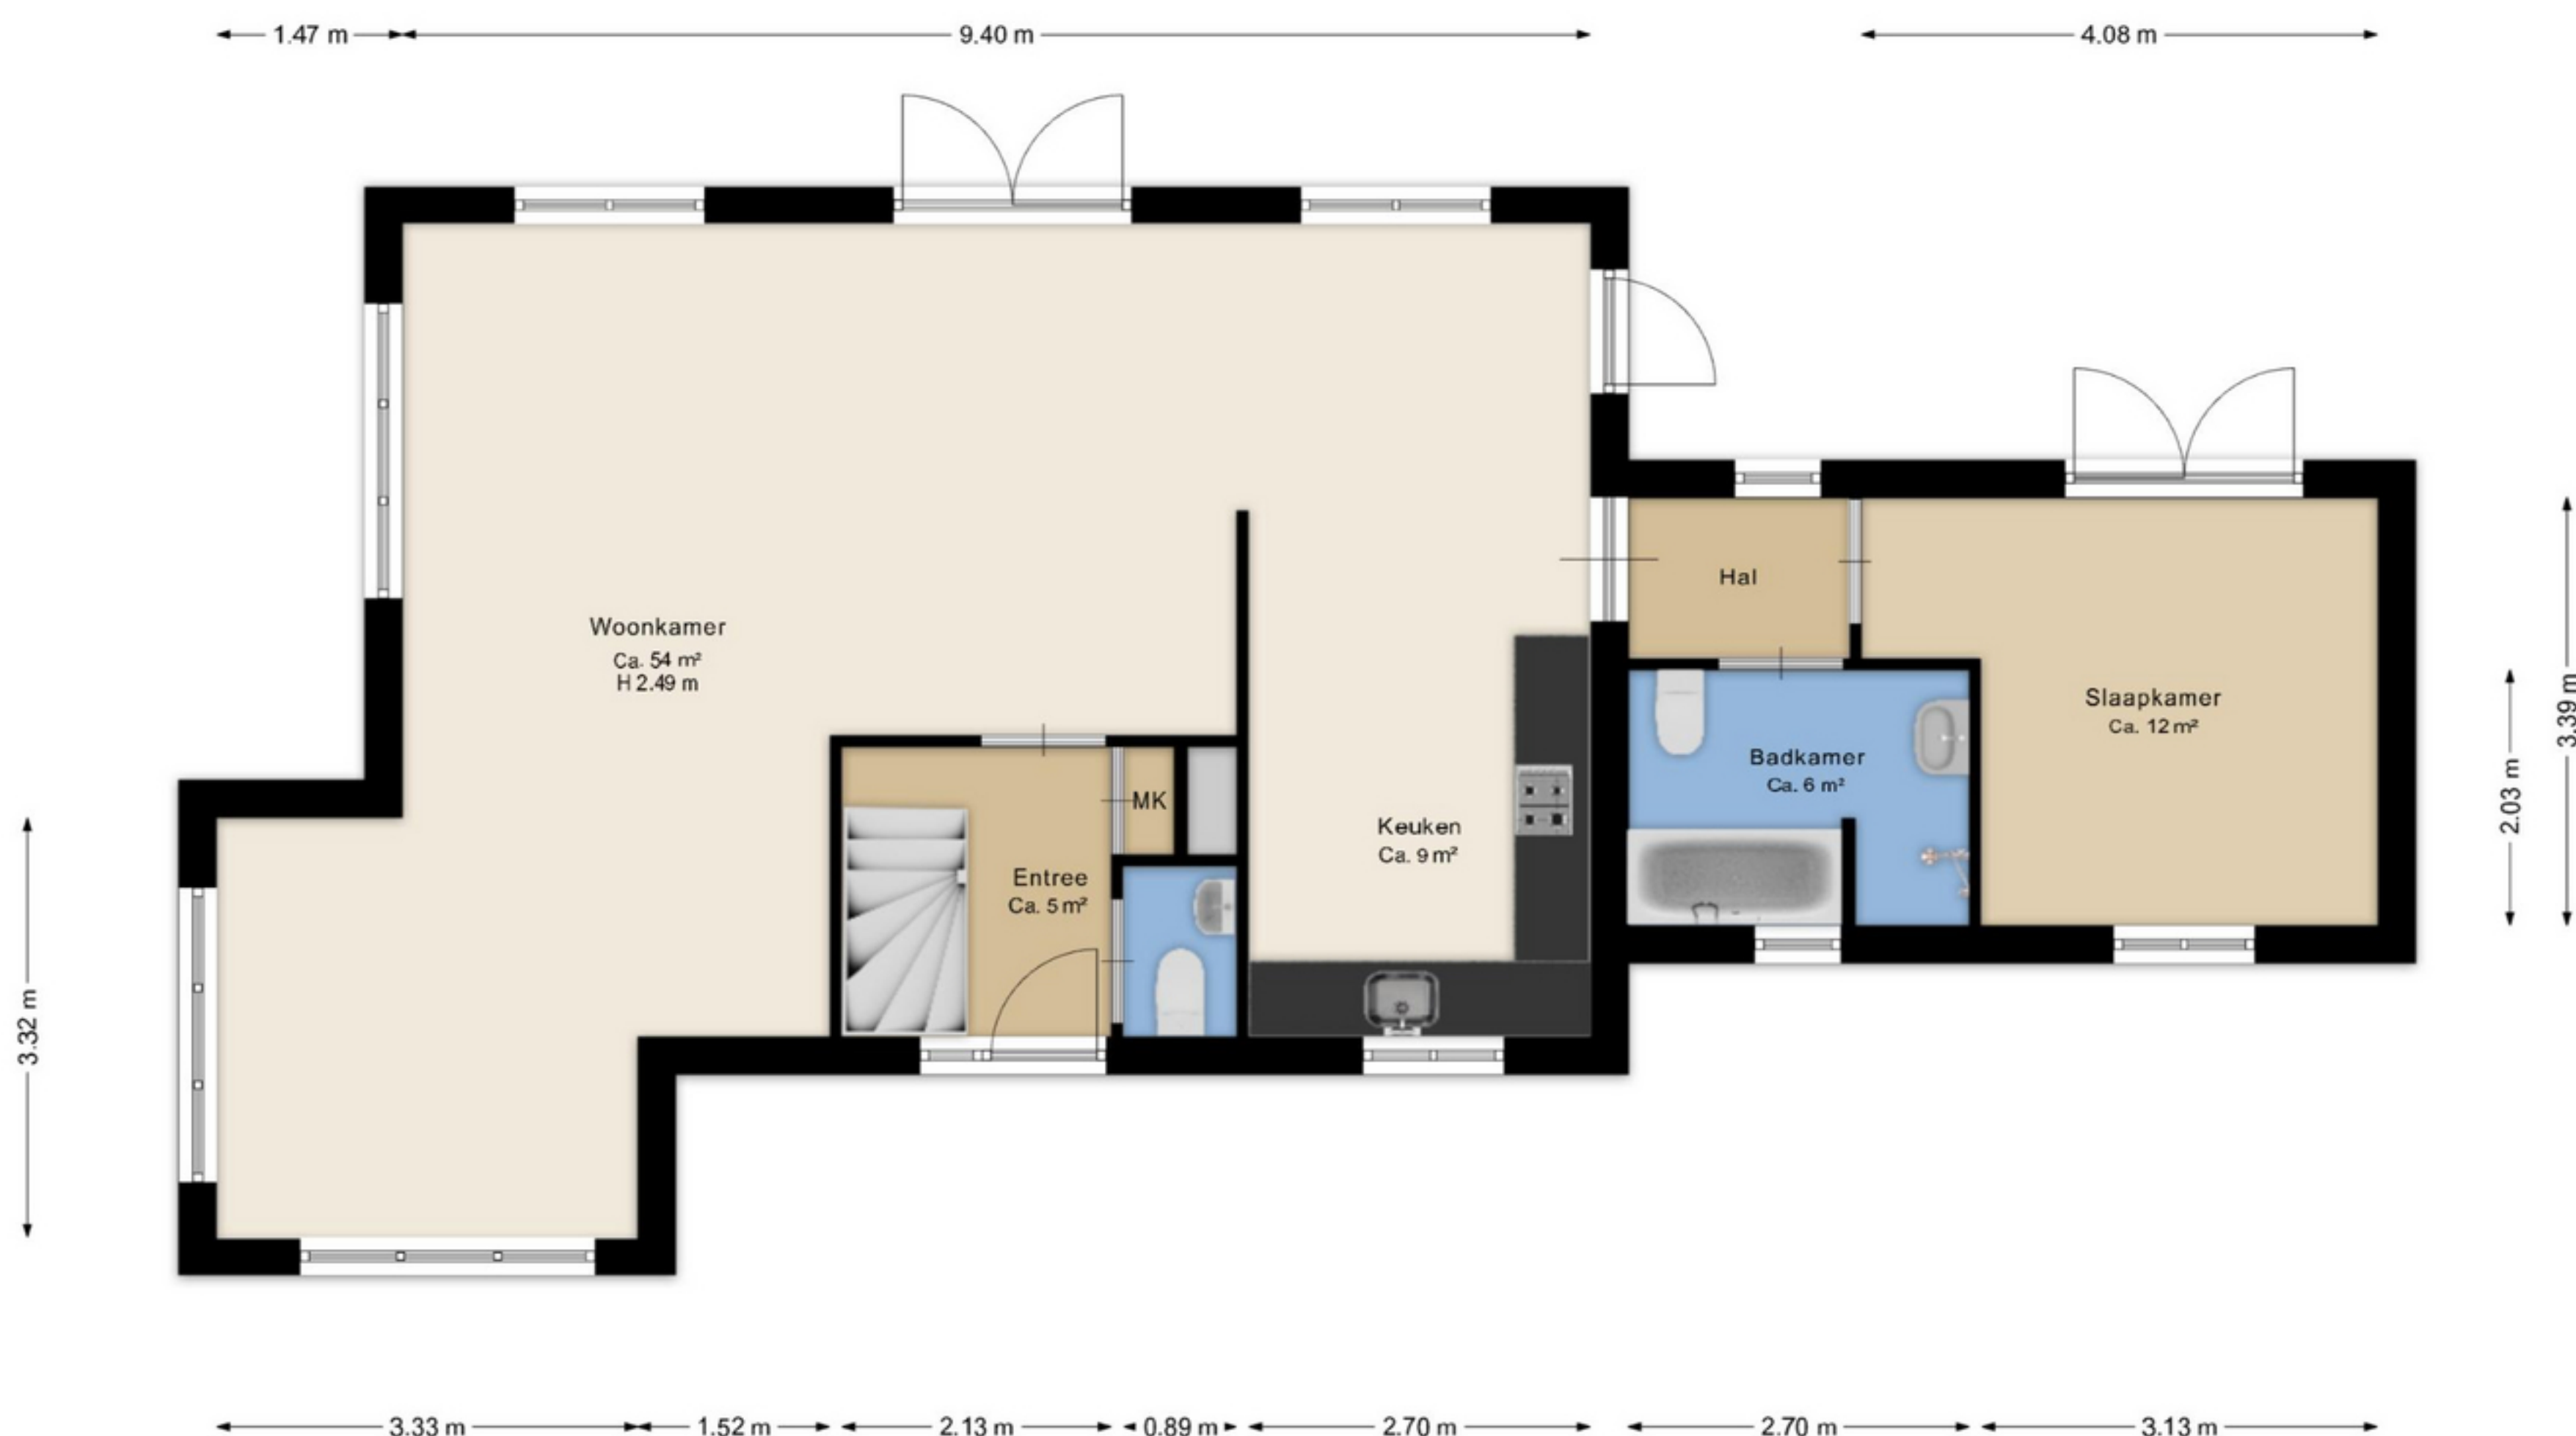 1.47 m
9.40 m
4.08 m
Woonkamer
Ca. 54 m²
H 2.49 m
Hal
Slaapkamer
Ca. 12 m²
3.39 m
Badkamer
Ca. 6 m²
2.03 m
MK
Keuken
Ca. 9 m²
Entree
Ca. 5 m²
3.32 m
3.33 m
1.52 m
2.13 m
0.89 m
2.70 m
2.70 m
3.13 m